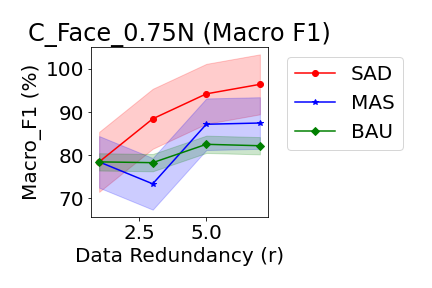 C_Face_0.75N (Macro F1)
Macro_F1 (%)
100
90
80
70
2.5 5.0
Data Redundancy (r)
SAD
MAS
BAU